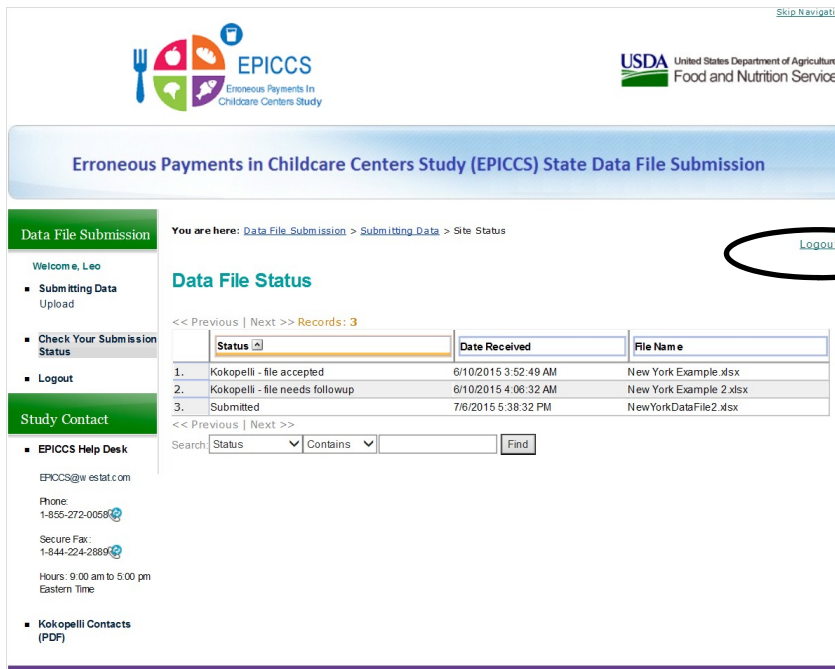 Skip Navigati
EPICCS
Erroneous Payments In
Childcare Centers Study
USDA United States Department of Agriculture
Food and Nutrition Service
Erroneous Payments in Childcare Centers Study (EPICCS) State Data File Submission
Data File Submission
Welcome, Leo
Submitting Data
Upload
Check Your Submission
Status
Logout
Study Contact
EPICCS Help Desk
EPICCS@westat.com
Phone:
1-855-272-0058
Secure Fax:
1-844-224-2889
Hours: 9:00 am to 5:00 pm
Eastern Time
Kokopelli Contacts
(PDF)
You are here: Data File Submission > Submitting Data > Site Status
Logou
Data File Status
<< Previous | Next >> Records: 3
Status Date Received File Name
1. Kokopelli - file accepted 6/10/2015 3:52:49 AM New York Example.xlsx
2. Kokopelli - file needs followup 6/10/2015 4:06:32 AM New York Example 2.xlsx
3. Submitted 7/6/2015 5:38:32 PM NewYorkDataFile2.xlsx
<< Previous | Next >>
Search: Status Contains Find